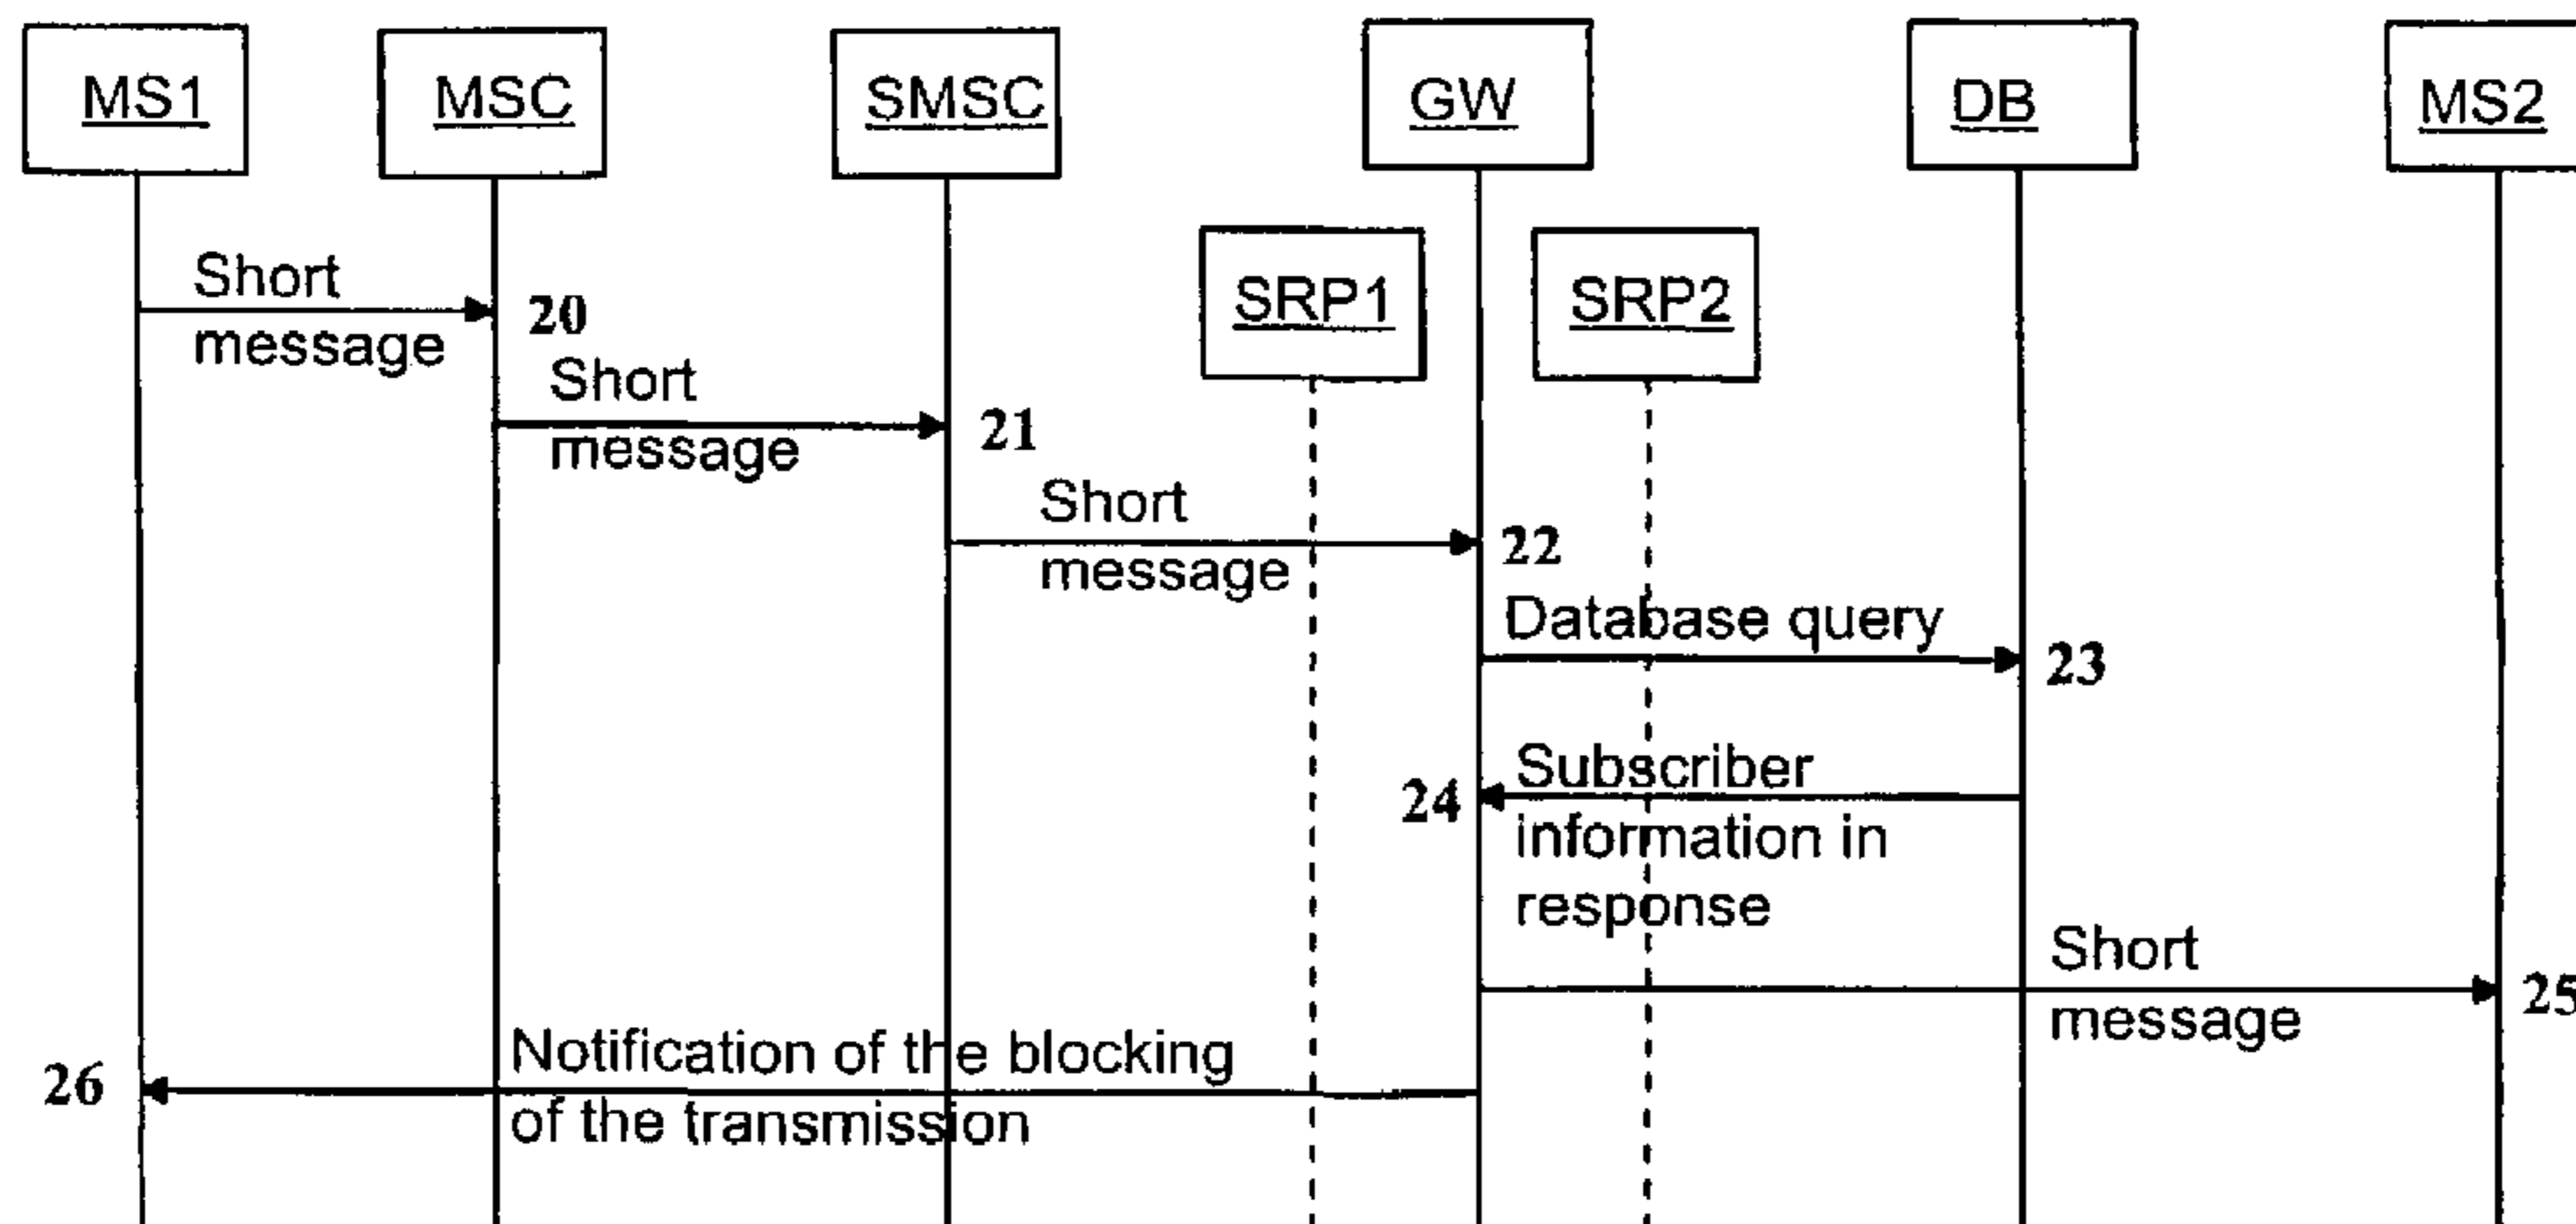 MS1
MSC
SMSC
GW
DB
MS2
SRP1
SRP2
Short
message
20
Short
message
21
Short
message
22
Database query
23
Subscriber
information in
response
24
Short
message
25
Notification of the blocking
of the transmission
26